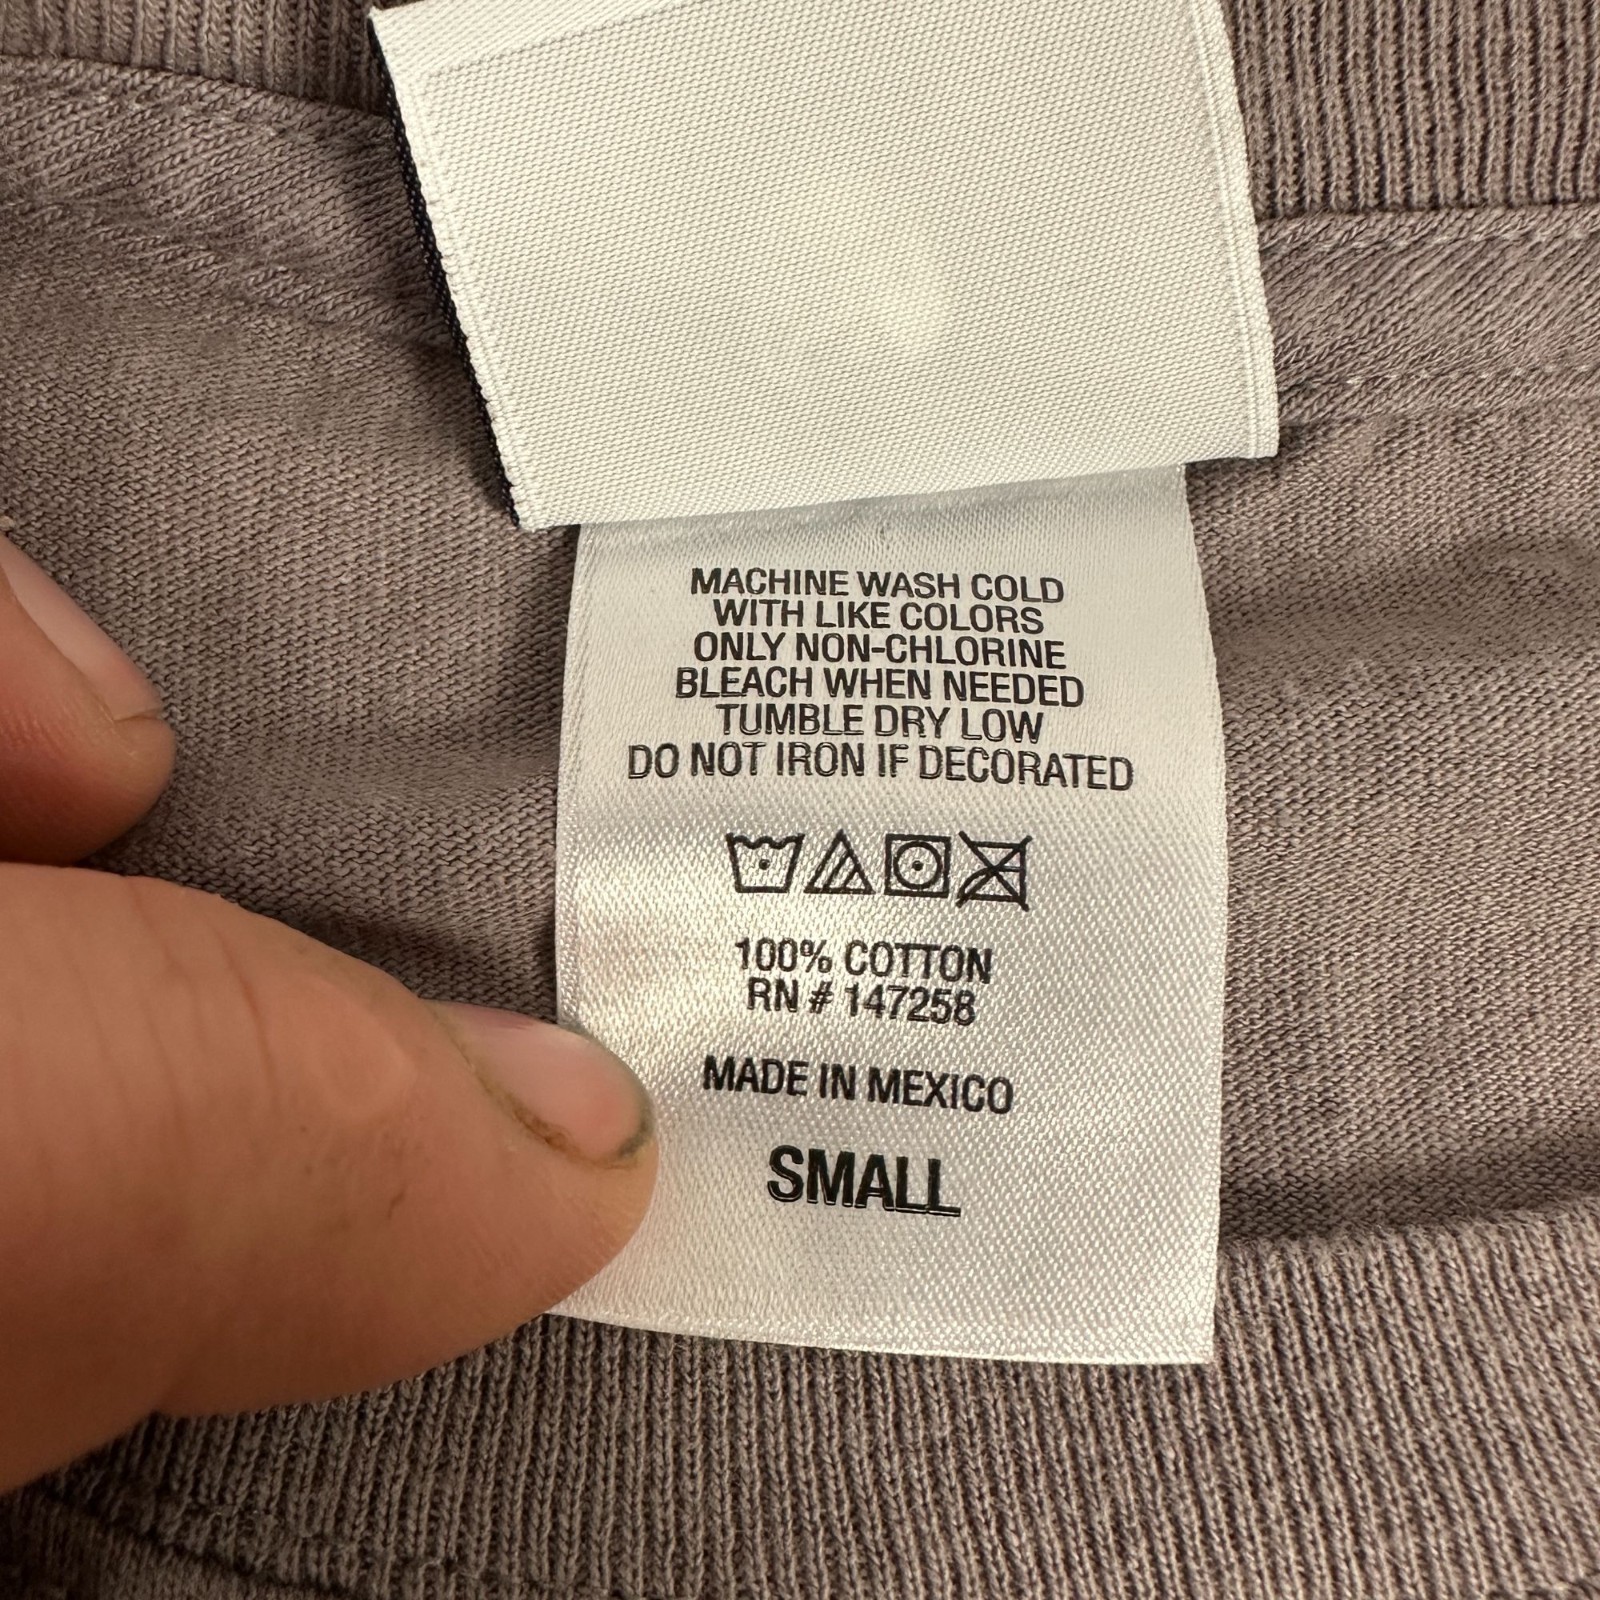 MACHINE WASH COLD
WITH LIKE COLORS
ONLY NON-CHLORINE
BLEACH WHEN NEEDED
TUMBLE DRY LOW
DO NOT IRON IF DECORATED
100% COTTON
RN # 147258
MADE IN MEXICO
SMALL